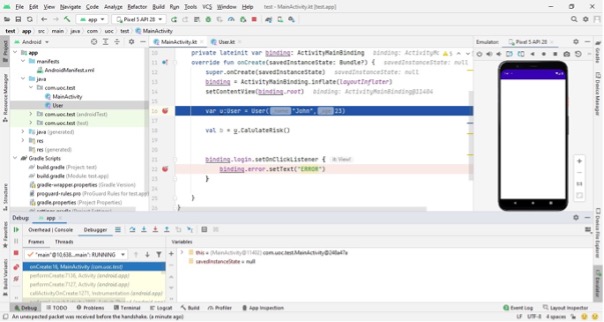 File Edit View Navigate Code Analyze Refactor Build Run Tools VCS Window Help test - MainActivity.kt [test.app]
test app src main java com uoc test MainActivity
app Pixel 5 API 28
Android
MainActivity.kt User.kt
Emulator: Pixel 5 API 28
app
manifests
AndroidManifest.xml
java
com.uoc.test
MainActivity
User
com.uoc.test (androidTest)
com.uoc.test (test)
java (generated)
res
res (generated)
Gradle Scripts
build.gradle (Project: test)
build.gradle (Module: test.app)
gradle-wrapper.properties (Gradle Version)
proguard-rules.pro (ProGuard Rules for test.app)
gradle.properties (Project Properties)
private lateinit var binding: ActivityMainBinding
override fun onCreate(savedInstanceState: Bundle?) { savedInstanceState: null
super.onCreate(savedInstanceState) savedInstanceState: null
binding = ActivityMainBinding.inflate(layoutInflater)
setContentView(binding.root) binding: ActivityMainBinding@11404
var u:User = User( "John", 23)
val b = u.CalulateRisk()
binding.login.setOnClickListener { it:View!
binding.error.setText("ERROR")
}
}
}
Project
Resource Manager
Structure
Favorites
Build Variants
Gradle
Device Manager
Device File Explorer
Emulator
Debug: app
Overhead Console Debugger
Frames Threads
Variables
"main"@10,638...main": RUNNING
onCreate:16, MainActivity (com.uoc.test)
performCreate:7136, Activity (android.app)
performCreate:7127, Activity (android.app)
callActivityOnCreate:1271, Instrumentation (android.app)
this = {MainActivity@11402} com.uoc.test.MainActivity@248a47a
savedInstanceState = null
Debug TODO Problems Terminal Logcat Build Profiler App Inspection Event Log Layout Inspector
An unexpected packet was received before the handshake. (a minute ago) LF UTF-8 4 spaces